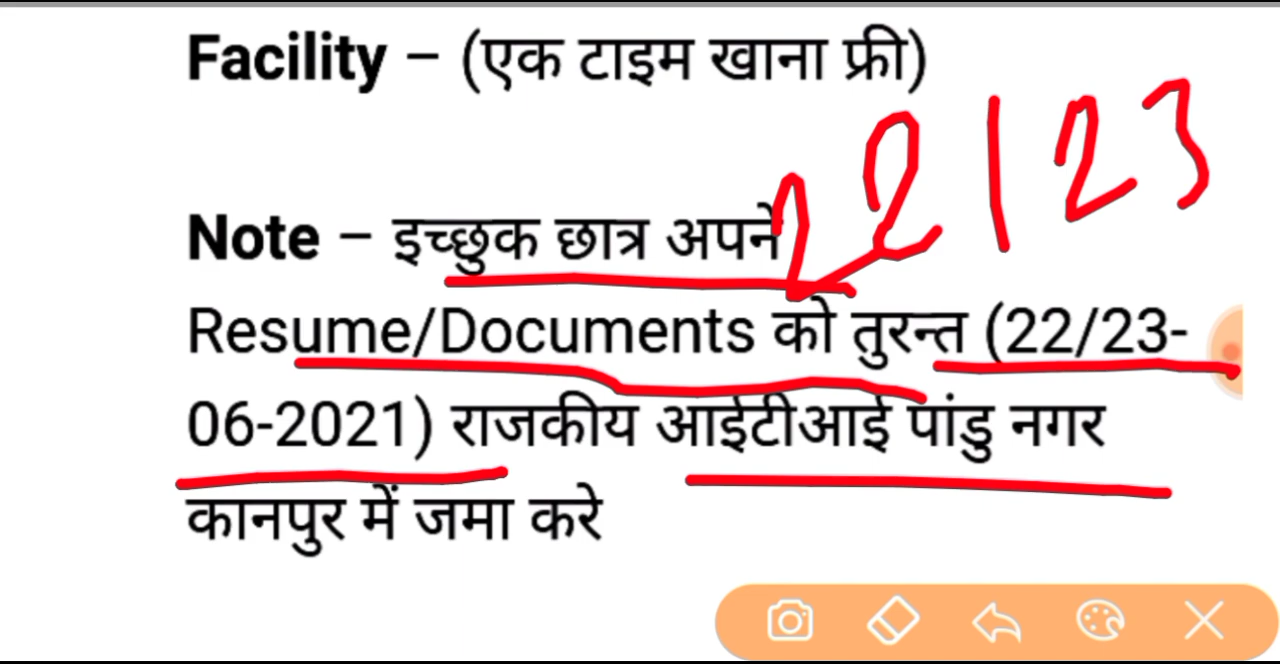 Facility – (एक टाइम खाना फ्री)
22/23
Note – इच्छुक छात्र अपने
Resume/Documents को तुरन्त (22/23-
06-2021) राजकीय आईटीआई पांडु नगर
कानपुर में जमा करे